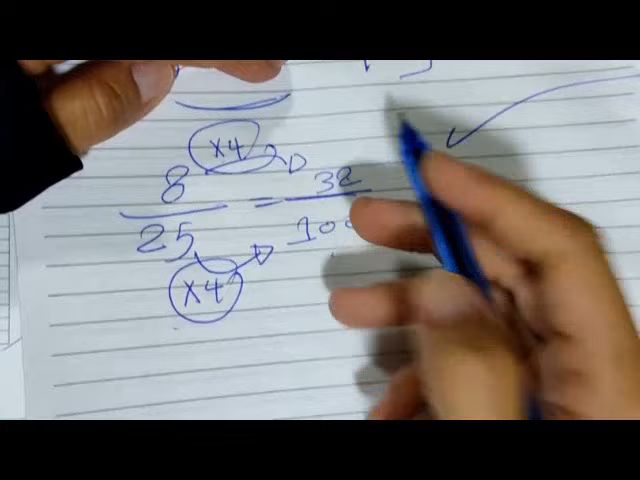 ×4
8/25 = 32/100
×4